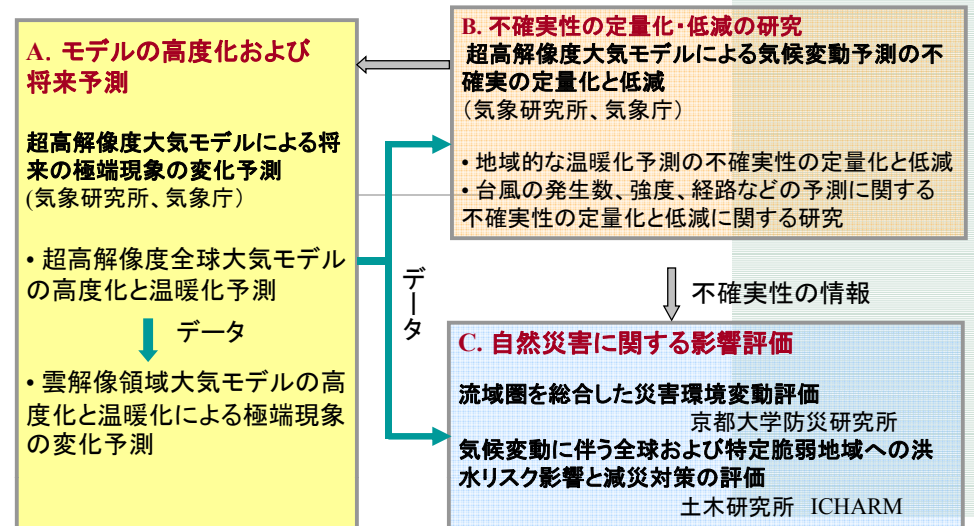 A. モデルの高度化および
将来予測
超高解像度大気モデルによる将
来の極端現象の変化予測
(気象研究所、気象庁）
• 超高解像度全球大気モデル
の高度化と温暖化予測
データ
• 雲解像領域大気モデルの高
度化と温暖化による極端現象
の変化予測
データ
B. 不確実性の定量化・低減の研究
超高解像度大気モデルによる気候変動予測の不
確実の定量化と低減
（気象研究所、気象庁）
• 地域的な温暖化予測の不確実性の定量化と低減
• 台風の発生数、強度、経路などの予測に関する
不確実性の定量化と低減に関する研究
不確実性の情報
C. 自然災害に関する影響評価
流域圏を総合した災害環境変動評価
京都大学防災研究所
気候変動に伴う全球および特定脆弱地域への洪
水リスク影響と減災対策の評価
土木研究所 ICHARM